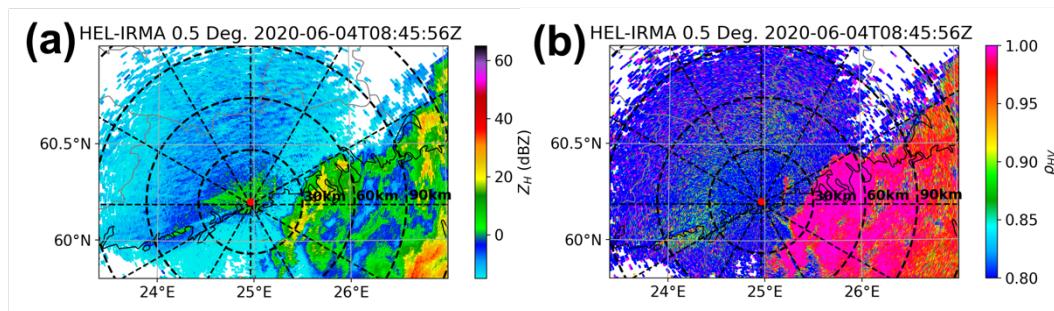 (a) HEL-IRMA 0.5 Deg. 2020-06-04T08:45:56Z
60.5°N
60°N
24°E 25°E 26°E
30km 60km 90km
60
40
20
0
Z_H (dBZ)
(b) HEL-IRMA 0.5 Deg. 2020-06-04T08:45:56Z
60.5°N
60°N
24°E 25°E 26°E
30km 60km 90km
1.00
0.95
0.90
0.85
0.80
ρHV